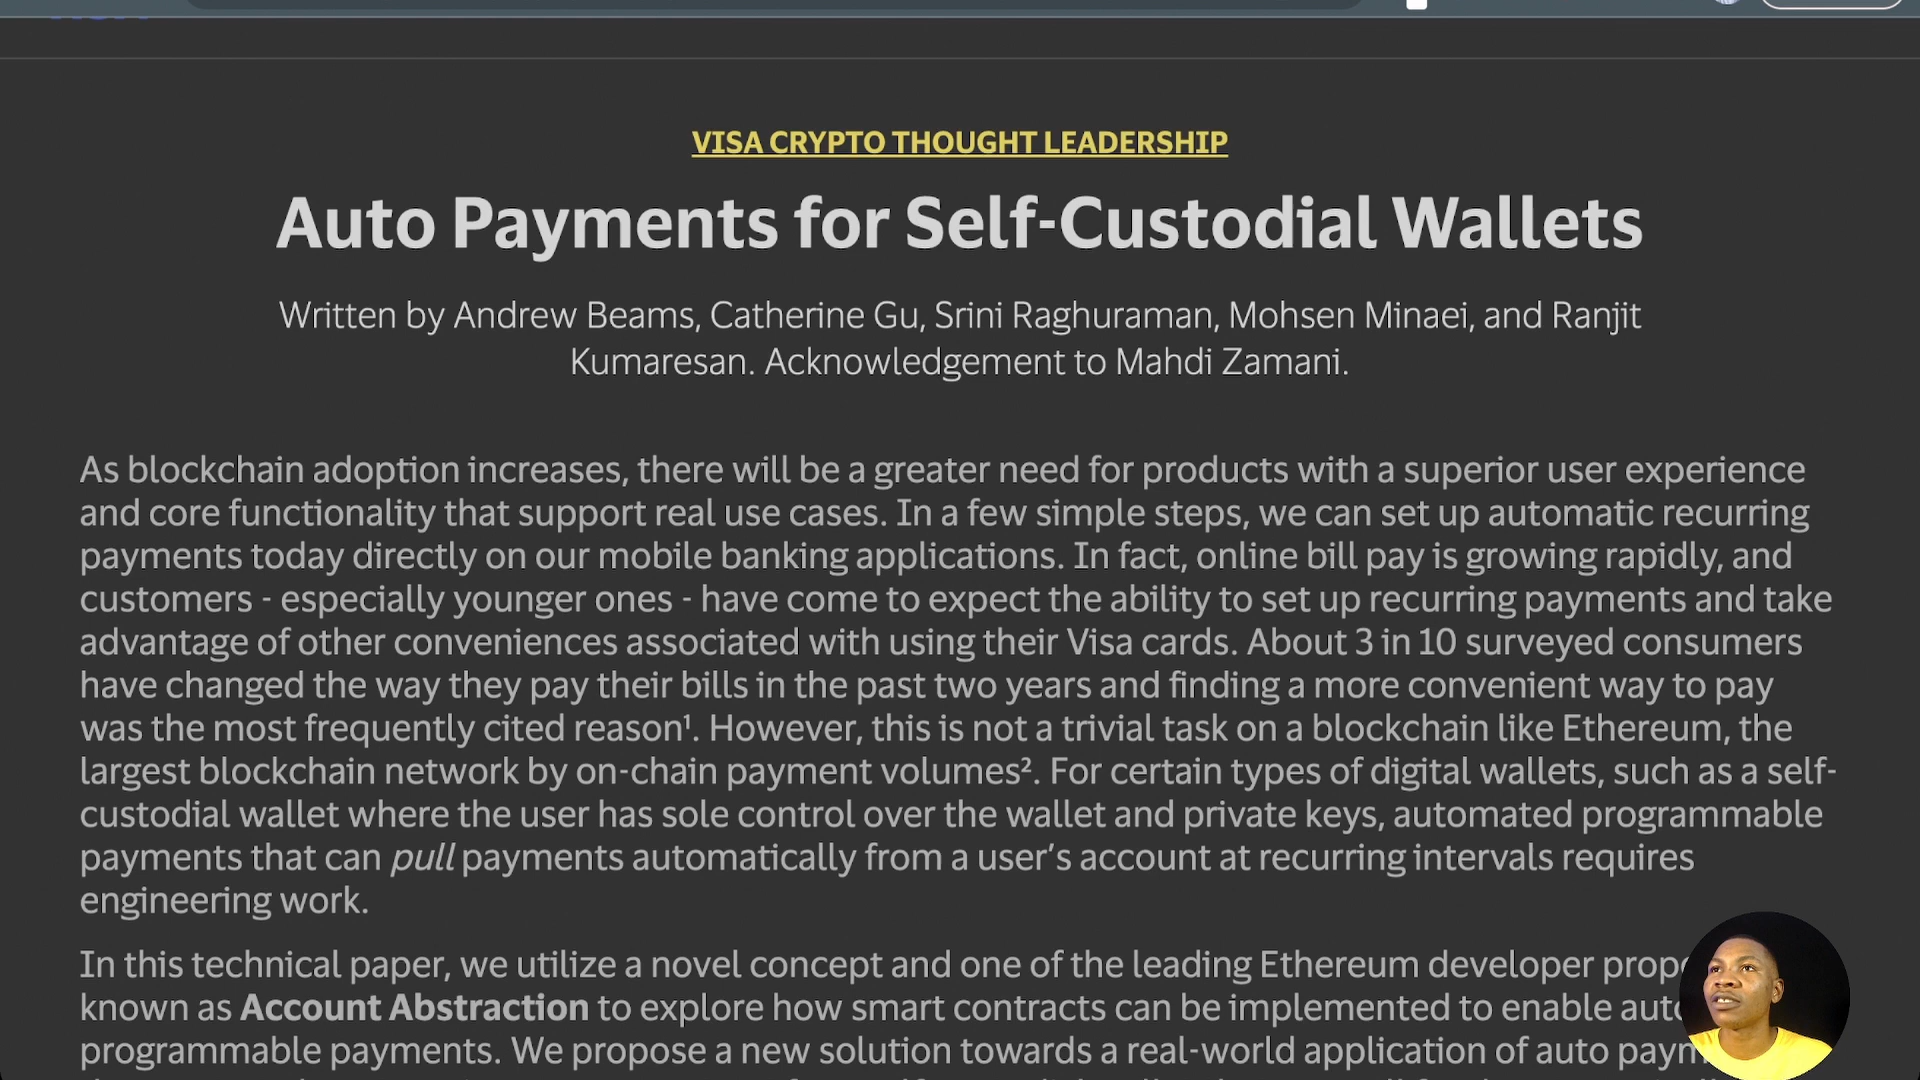 VISA CRYPTO THOUGHT LEADERSHIP
Auto Payments for Self-Custodial Wallets
Written by Andrew Beams, Catherine Gu, Srini Raghuraman, Mohsen Minaei, and Ranjit
Kumaresan. Acknowledgement to Mahdi Zamani.
As blockchain adoption increases, there will be a greater need for products with a superior user experience
and core functionality that support real use cases. In a few simple steps, we can set up automatic recurring
payments today directly on our mobile banking applications. In fact, online bill pay is growing rapidly, and
customers - especially younger ones - have come to expect the ability to set up recurring payments and take
advantage of other conveniences associated with using their Visa cards. About 3 in 10 surveyed consumers
have changed the way they pay their bills in the past two years and finding a more convenient way to pay
was the most frequently cited reason¹. However, this is not a trivial task on a blockchain like Ethereum, the
largest blockchain network by on-chain payment volumes². For certain types of digital wallets, such as a self-
custodial wallet where the user has sole control over the wallet and private keys, automated programmable
payments that can pull payments automatically from a user's account at recurring intervals requires
engineering work.
In this technical paper, we utilize a novel concept and one of the leading Ethereum developer
known as Account Abstraction to explore how smart contracts can be implemented to enable
programmable payments. We propose a new solution towards a real-world application of auto